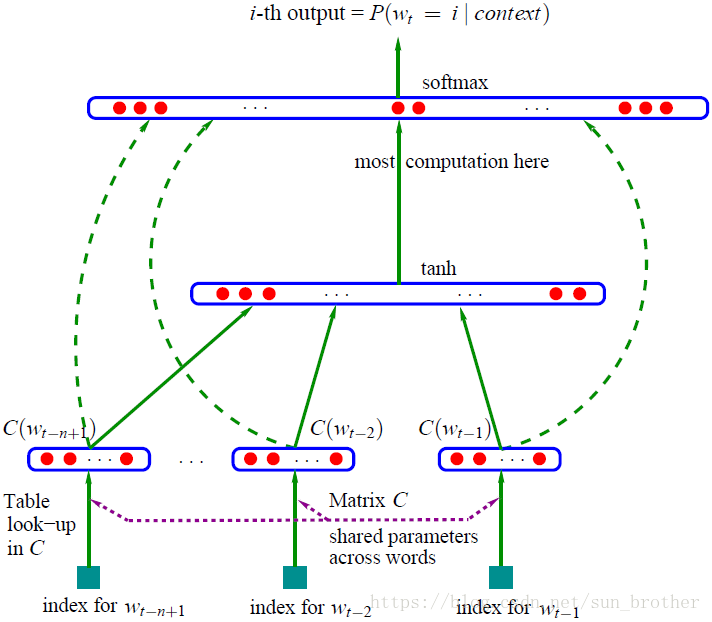 i-th output = P(w_t = i | context)
softmax
. . .
. . .
most computation here
tanh
. . .
. . .
C(w_{t−n+1})
C(w_{t−2})
C(w_{t−1})
. . .
. . .
. . .
. . .
Table
look−up
in C
Matrix C
shared parameters
across words
index for w_{t−n+1}
index for w_{t−2}
index for w_{t−1}
https://blog.csdn.net/sun_brother